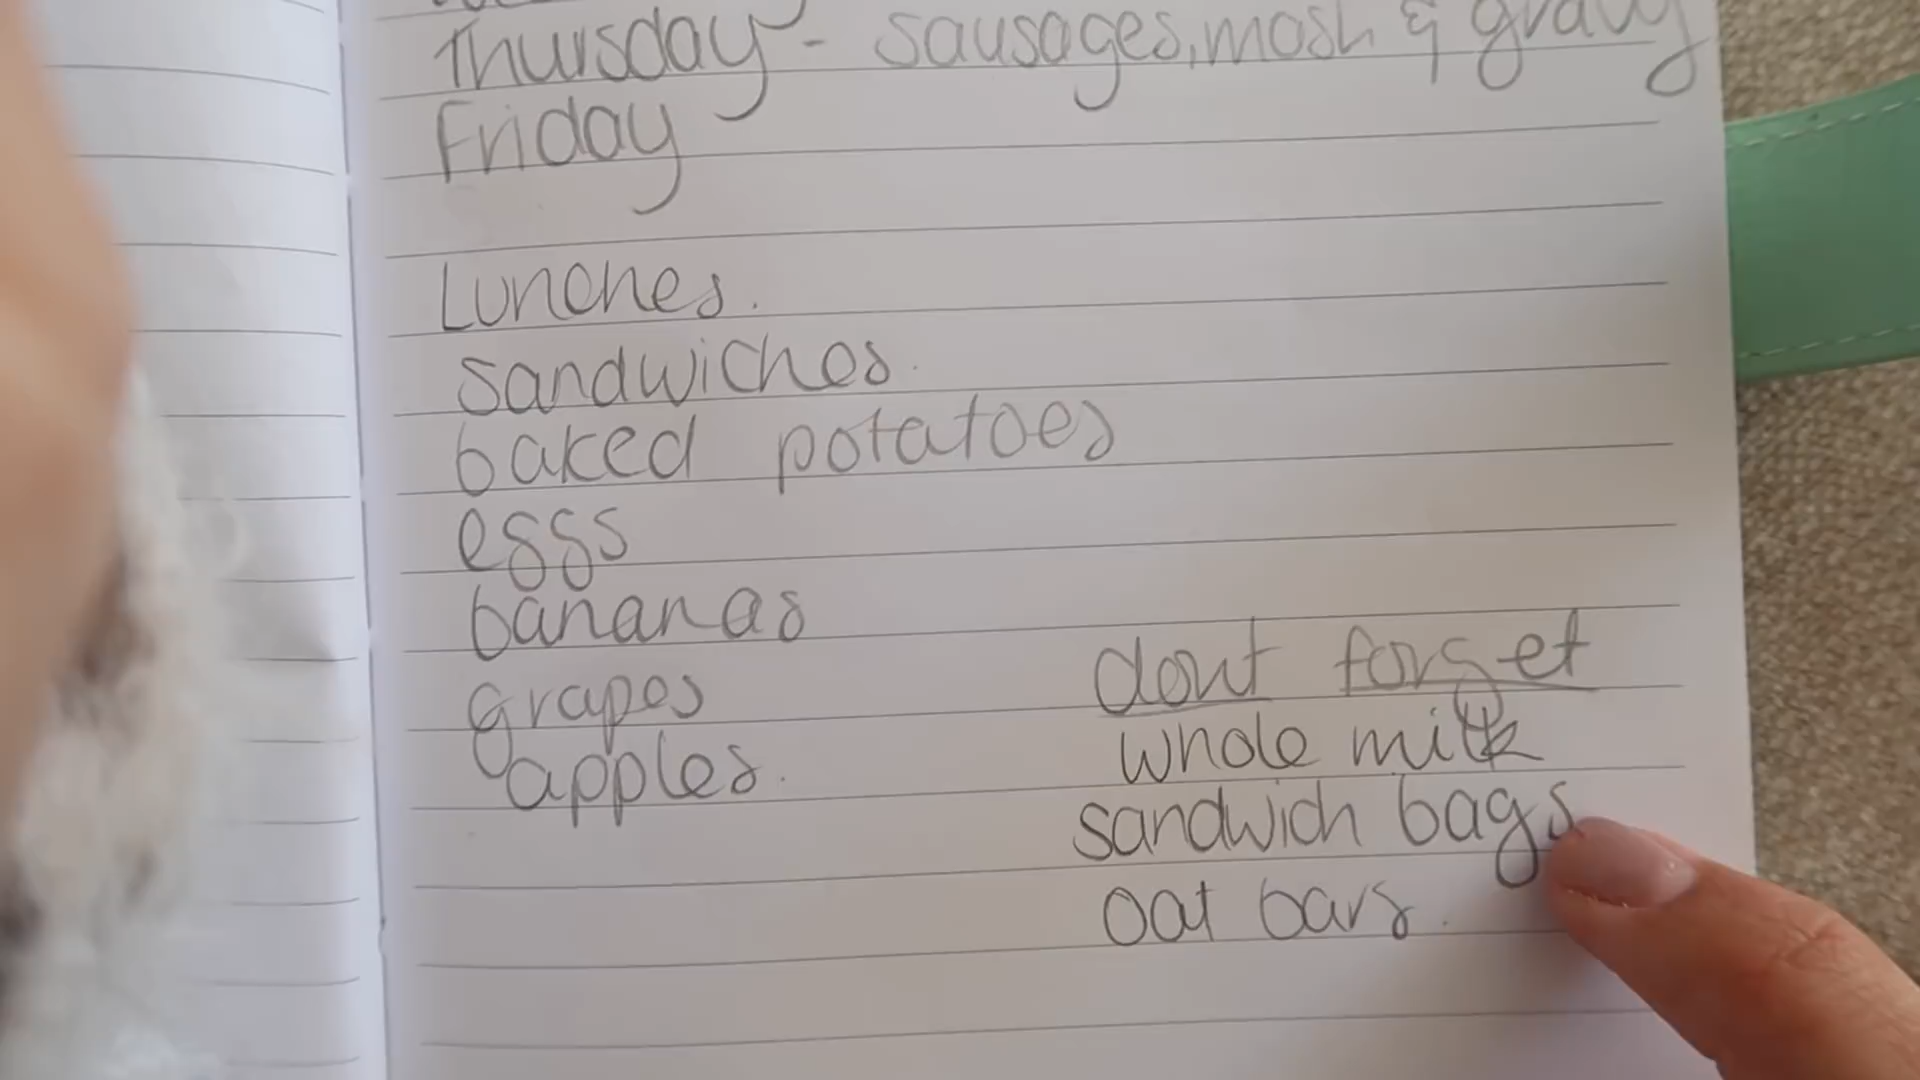 Thursday - sausages, mash & gravy
Friday
Lunches.
sandwiches.
baked potatoes
eggs
bananas
grapes
apples.
dont forget
whole milk
sandwich bags
oat bars.